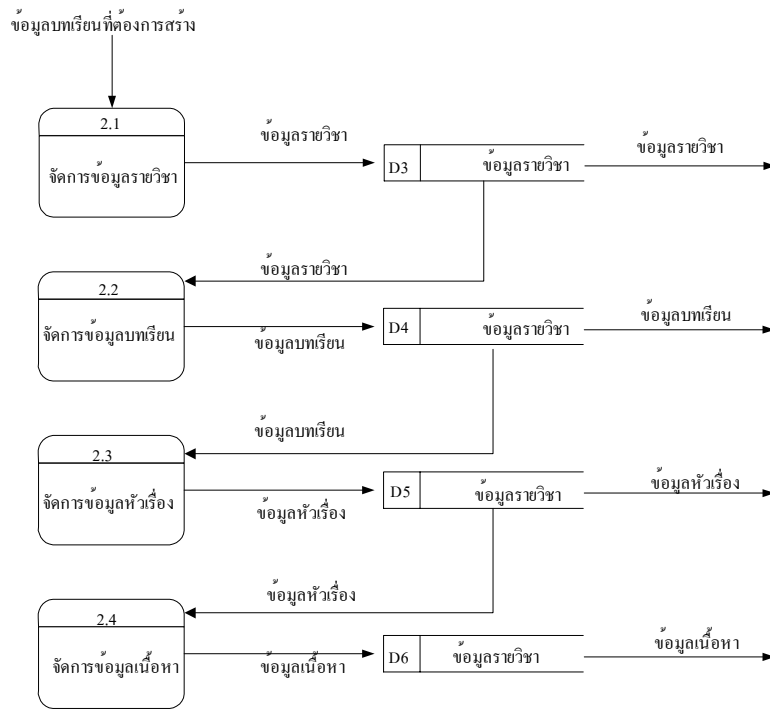 ข้อมูลบทเรียนที่ต้องการสร้าง
2.1
จัดการข้อมูลรายวิชา
ข้อมูลรายวิชา
D3
ข้อมูลรายวิชา
ข้อมูลรายวิชา
ข้อมูลรายวิชา
2.2
จัดการข้อมูลบทเรียน
ข้อมูลบทเรียน
D4
ข้อมูลรายวิชา
ข้อมูลบทเรียน
ข้อมูลบทเรียน
2.3
จัดการข้อมูลหัวเรื่อง
ข้อมูลหัวเรื่อง
D5
ข้อมูลรายวิชา
ข้อมูลหัวเรื่อง
ข้อมูลหัวเรื่อง
2.4
จัดการข้อมูลเนื้อหา
ข้อมูลเนื้อหา
D6
ข้อมูลรายวิชา
ข้อมูลเนื้อหา